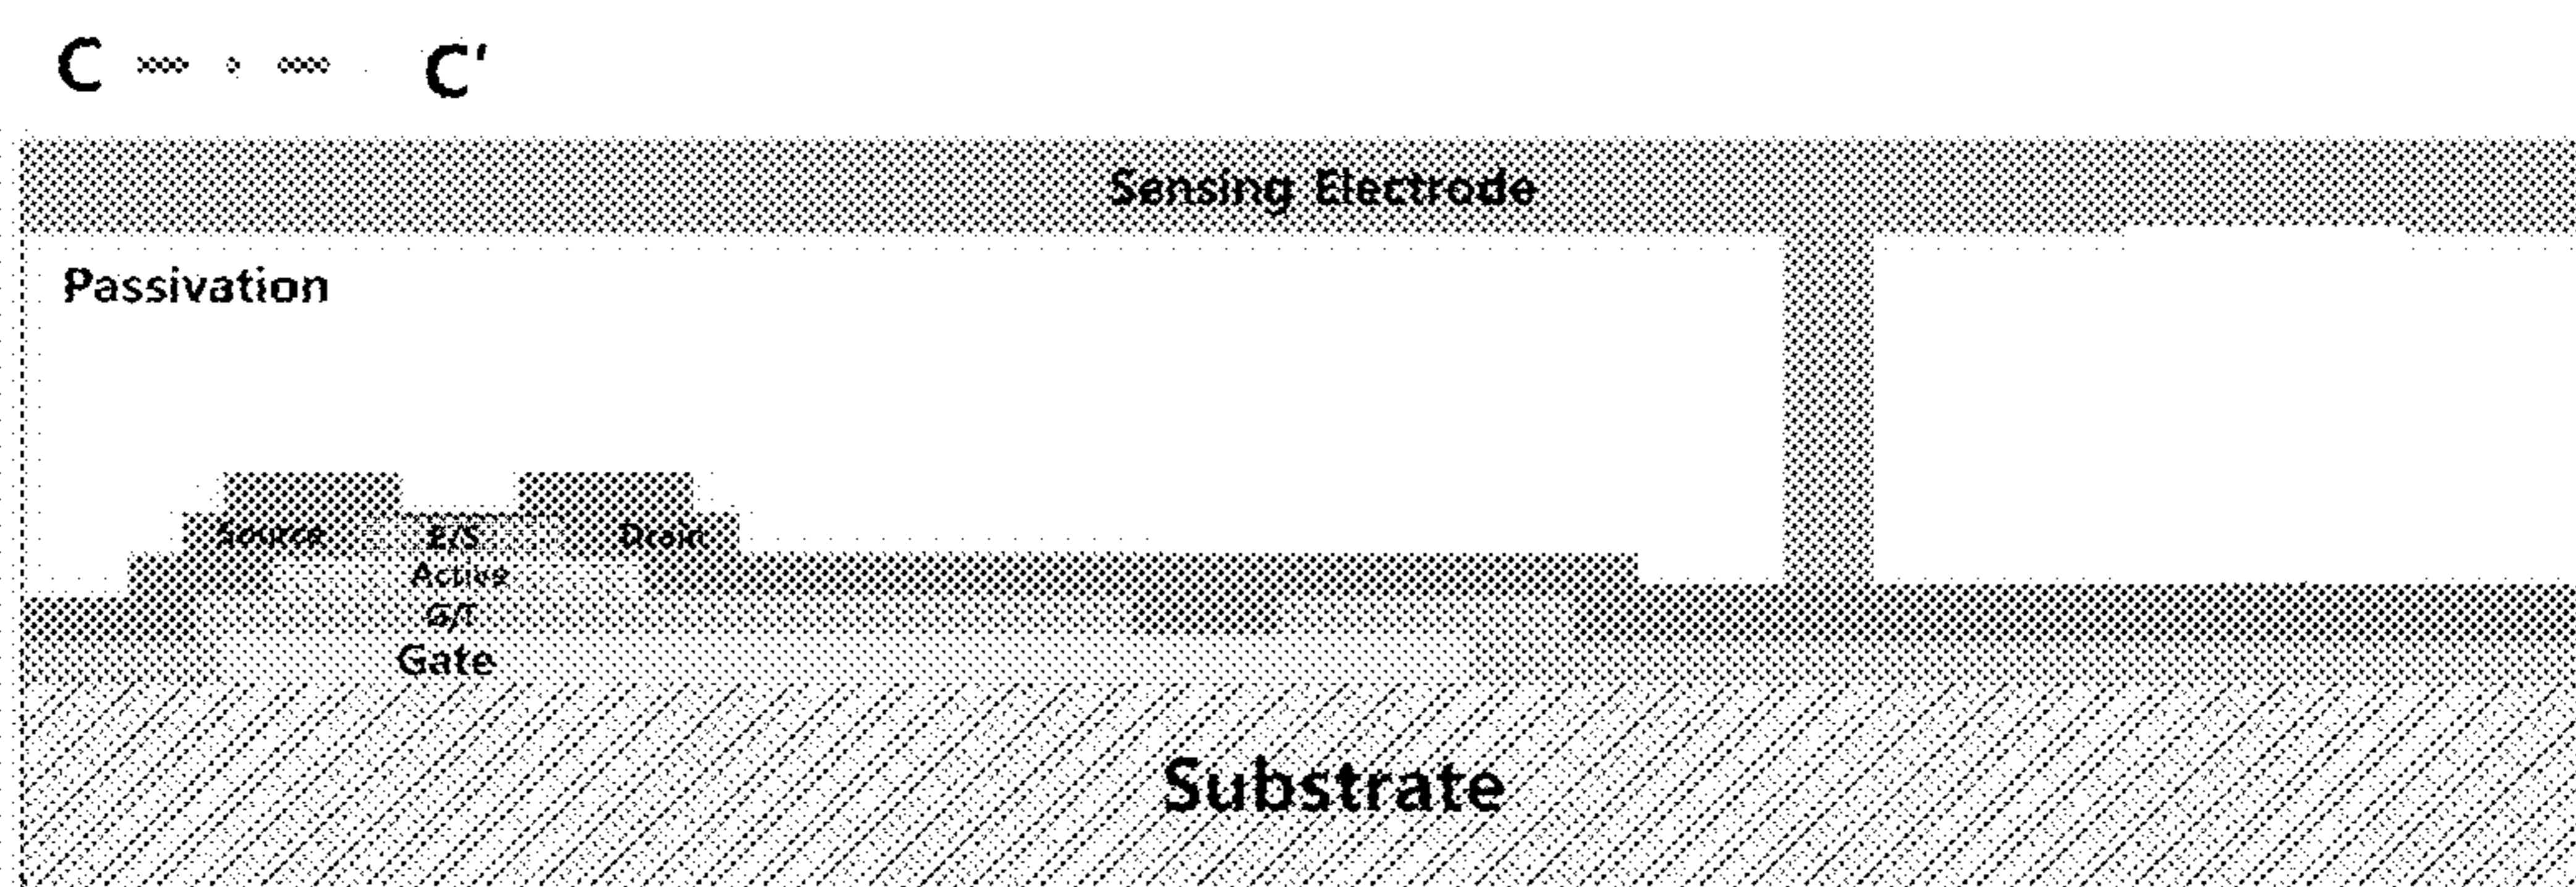 C C'
Sensing Electrode
Passivation
Source E/S Drain
Active
G/I
Gate
Substrate